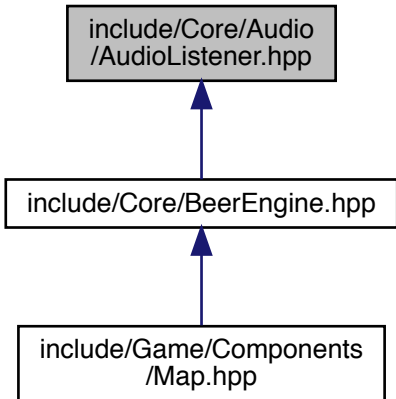 include/Core/Audio
/AudioListener.hpp
include/Core/BeerEngine.hpp
include/Game/Components
/Map.hpp